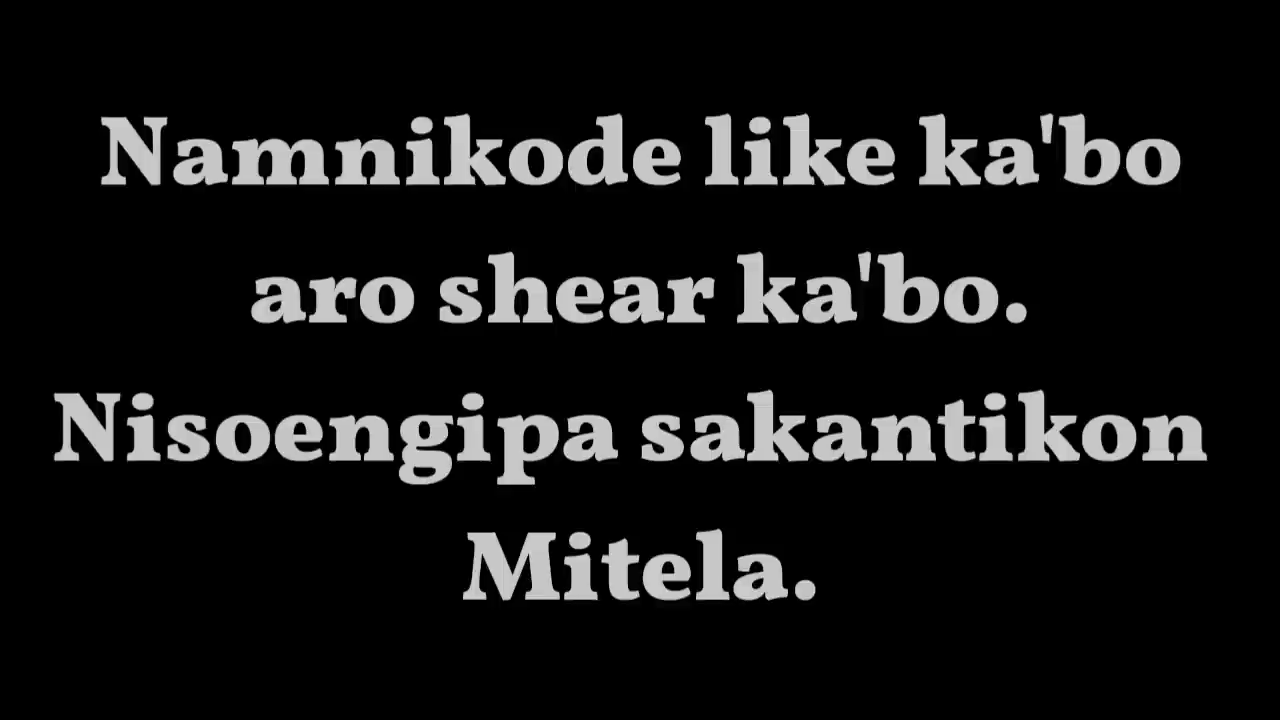 Namnikode like ka'bo
aro shear ka'bo.
Nisoengipa sakantikon
Mitela.